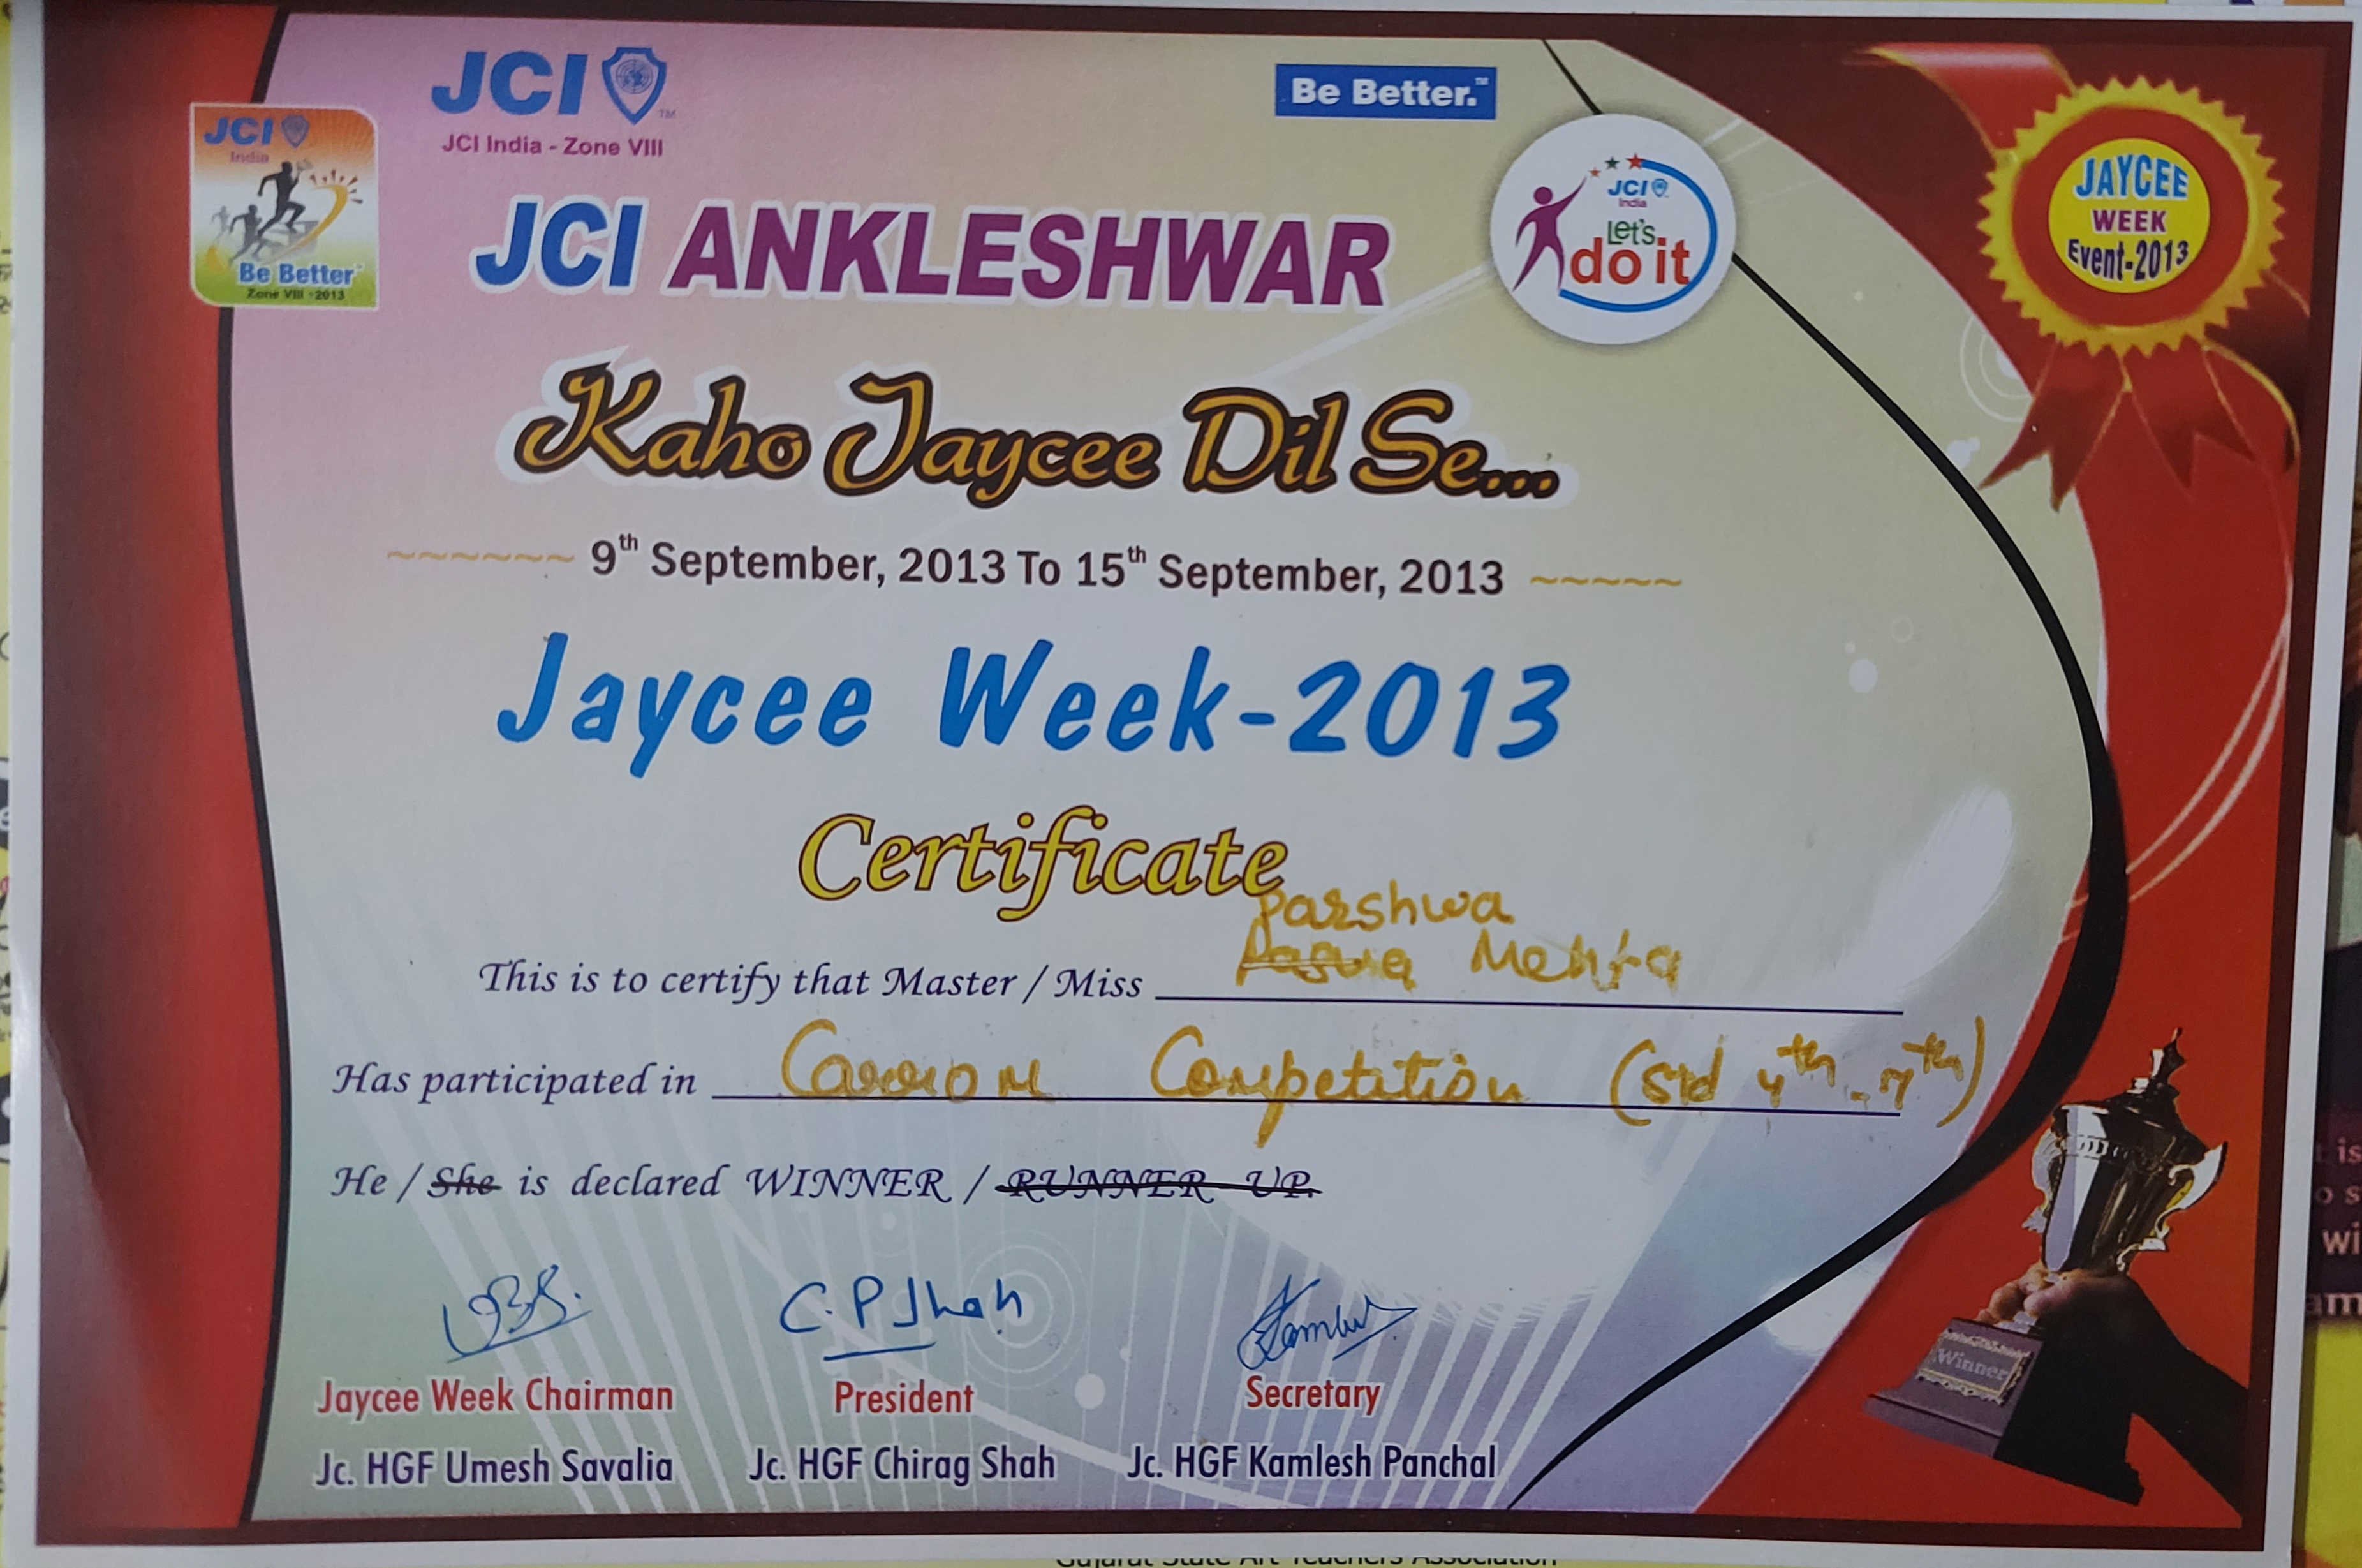 JCI
JCI India - Zone VIII
Be Better.™
JCI
India
Be Better
Zone VIII - 2013
JCI ANKLESHWAR
JCI
India
Let's
do it
JAYCEE
WEEK
Event-2013
Kaho Jaycee Dil Se...
9th September, 2013 To 15th September, 2013
Jaycee Week-2013
Certificate
Parshwa
This is to certify that Master / Miss Mehta
Has participated in Carrom Competition (std 4th - 7th)
He / She is declared WINNER / RUNNER UP.
C. P Shah
Jaycee Week Chairman President Secretary
Jc. HGF Umesh Savalia Jc. HGF Chirag Shah Jc. HGF Kamlesh Panchal
Winner
Gujarat State Art Teachers Association